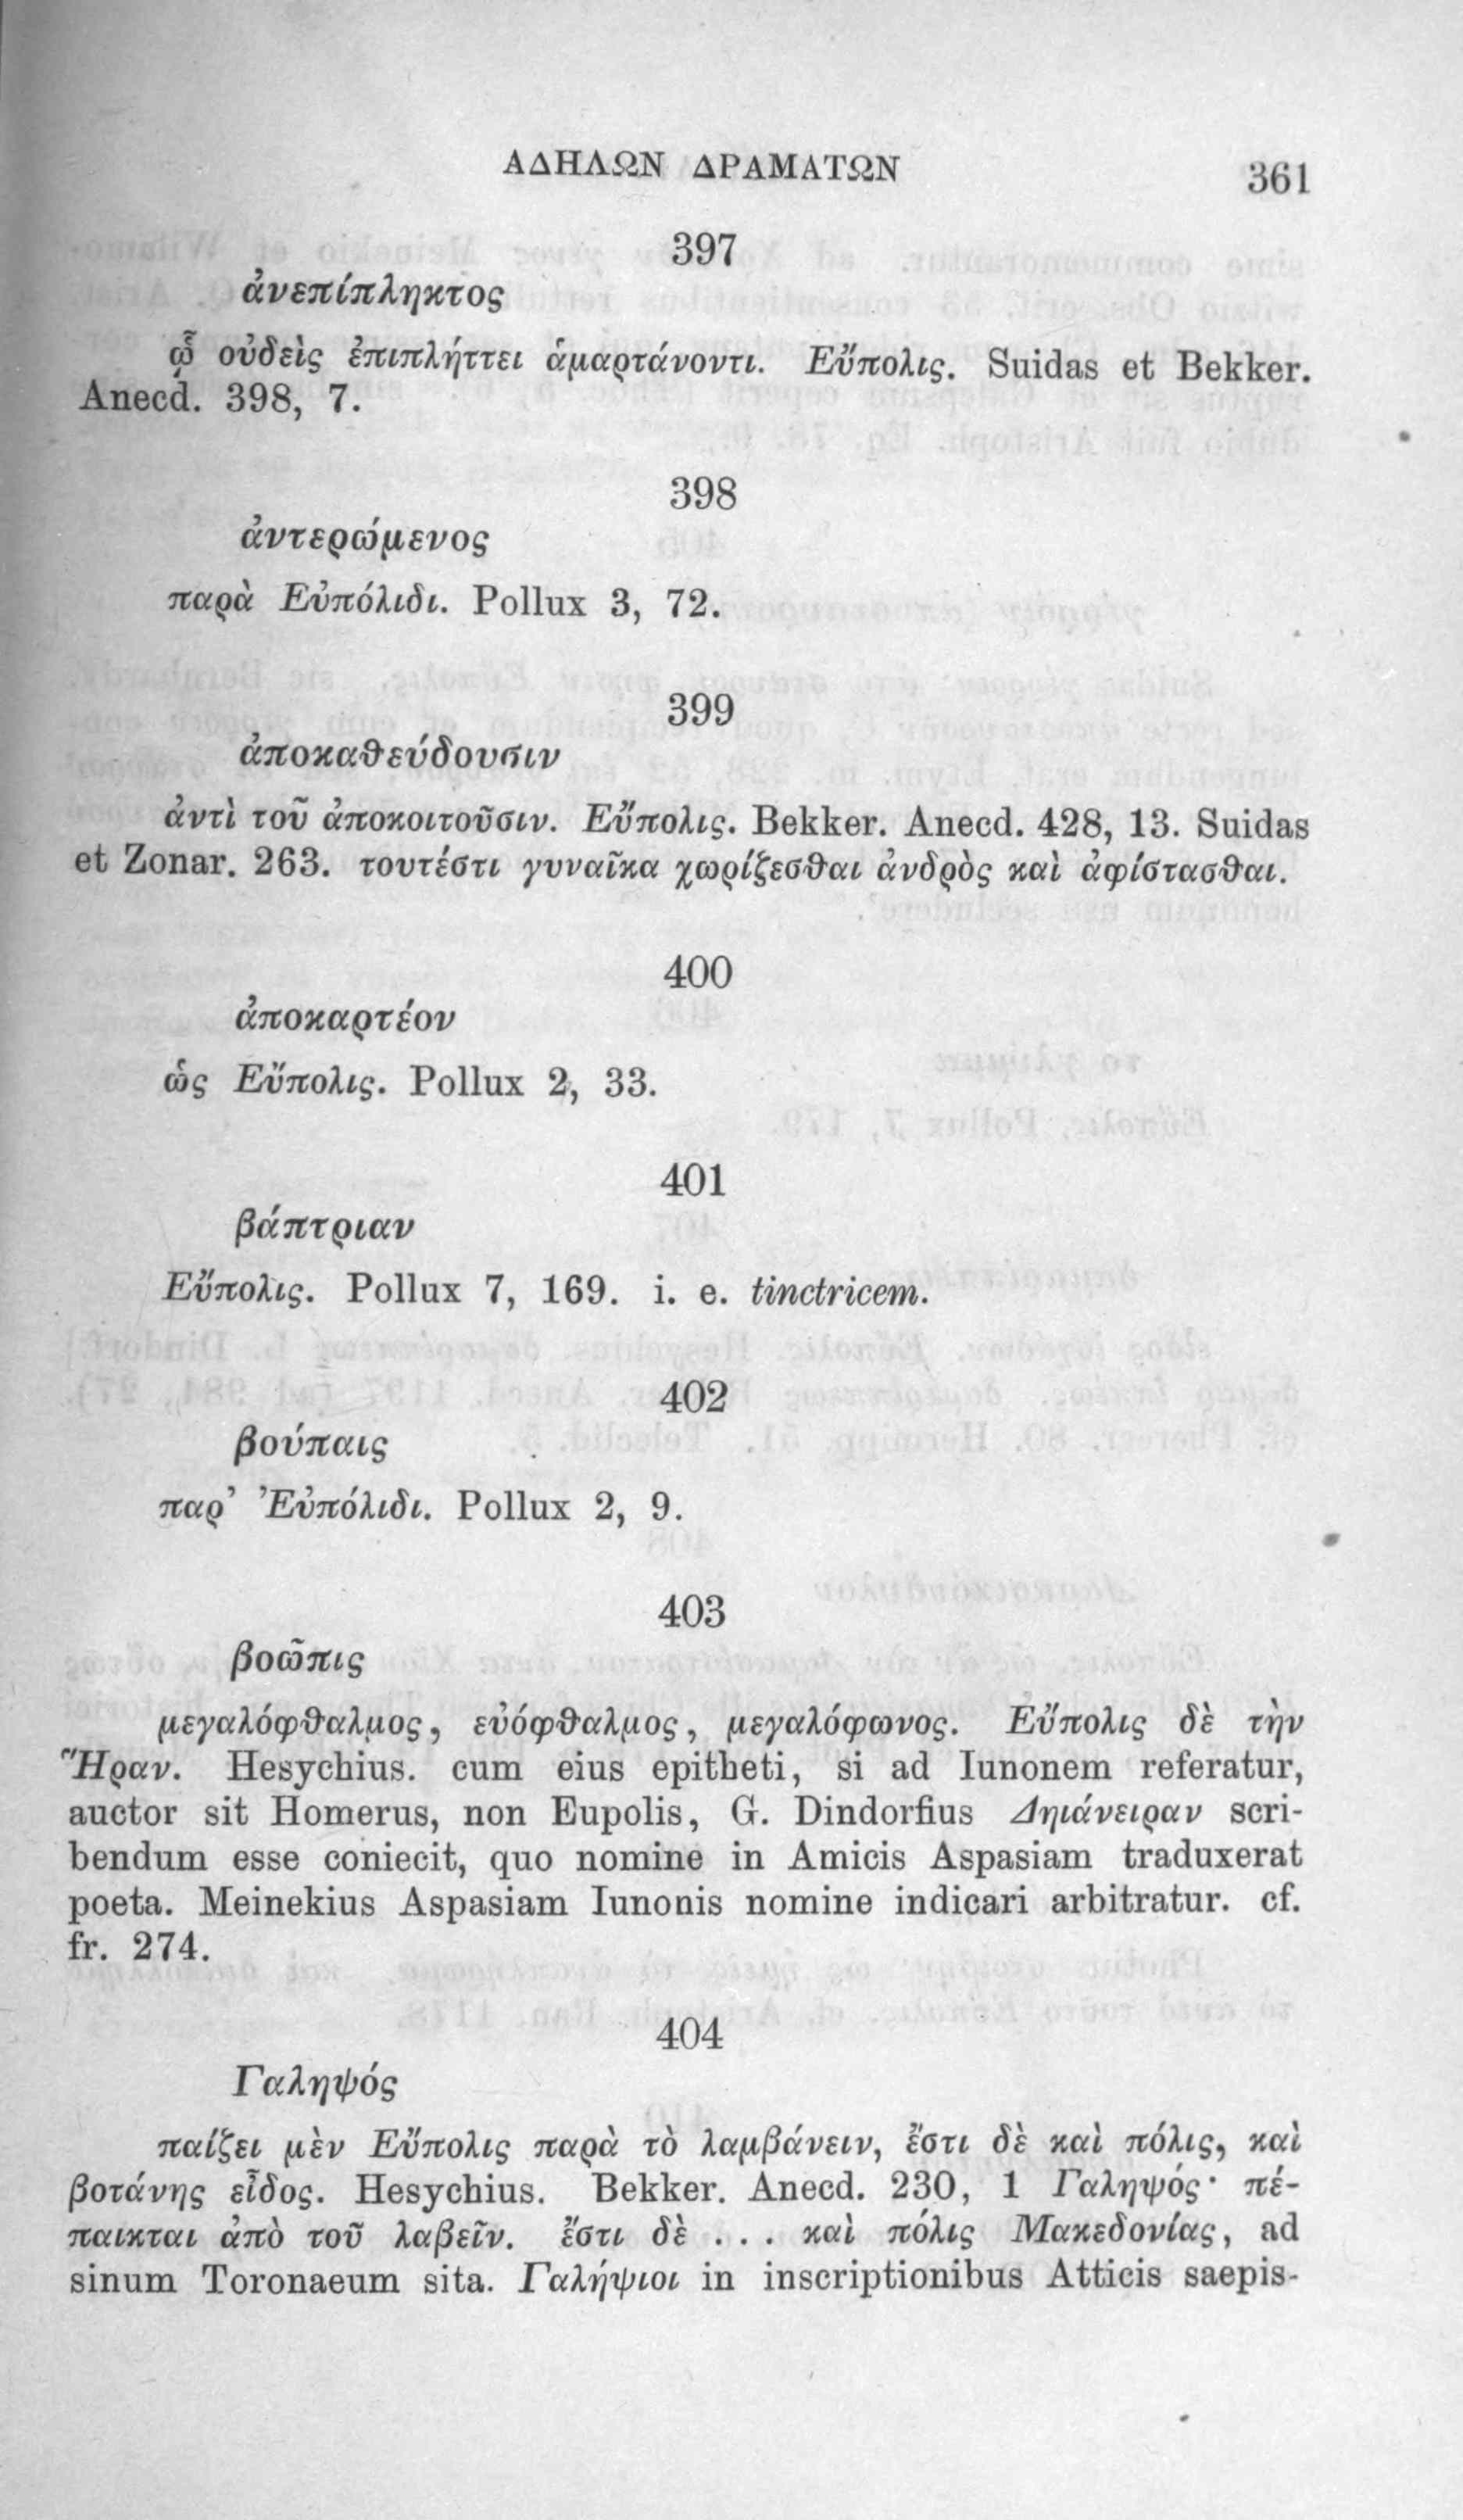 ΑΔΗΛΩΝ ΔΡΑΜΑΤΩΝ 361
397
ἀνεπίπληκτος
ᾧ οὐδεὶς ἐπιπλήττει ἁμαρτάνοντι. Εὔπολις. Suidas et Bekker.
Anecd. 398, 7.
398
ἀντερώμενος
παρὰ Εὐπόλιδι. Pollux 3, 72.
399
ἀποκαθεύδουσιν
ἀντὶ τοῦ ἀποκοιτοῦσιν. Εὔπολις. Bekker. Anecd. 428, 13. Suidas
et Zonar. 263. τουτέστι γυναῖκα χωρίζεσθαι ἀνδρὸς καὶ ἀφίστασθαι.
400
ἀποκαρτέον
ὡς Εὔπολις. Pollux 2, 33.
401
βάπτριαν
Εὔπολις. Pollux 7, 169. i. e. tinctricem.
402
βούπαις
παρ’ Ἐὐπόλιδι. Pollux 2, 9.
403
βοῶπις
μεγαλόφθαλμος, εὐόφθαλμος, μεγαλόφωνος. Εὔπολις δὲ τὴν
Ἥραν. Hesychius. cum eius epitheti, si ad Iunonem referatur,
auctor sit Homerus, non Eupolis, G. Dindorfius Δηιάνειραν scri-
bendum esse coniecit, quo nomine in Amicis Aspasiam traduxerat
poeta. Meinekius Aspasiam Iunonis nomine indicari arbitratur. cf.
fr. 274.
404
Γαληψός
παίζει μὲν Εὔπολις παρὰ τὸ λαμβάνειν, ἔστι δὲ καὶ πόλις, καὶ
βοτάνης εἶδος. Hesychius. Bekker. Anecd. 230, 1 Γαληψός· πέ-
παικται ἀπὸ τοῦ λαβεῖν. ἔστι δὲ ... καὶ πόλις Μακεδονίας, ad
sinum Toronaeum sita. Γαλήψιοι in inscriptionibus Atticis saepis-